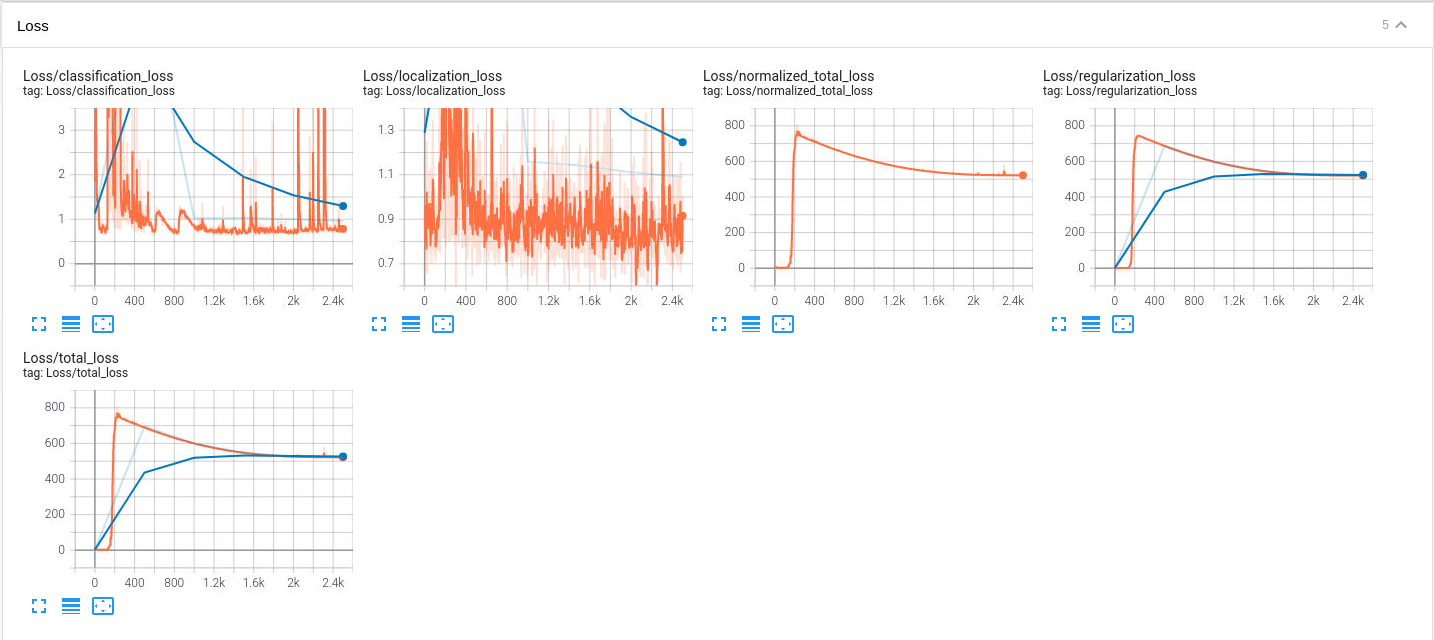 Loss
5
Loss/classification_loss
tag: Loss/classification_loss
3
2
1
0
0 400 800 1.2k 1.6k 2k 2.4k
Loss/localization_loss
tag: Loss/localization_loss
1.3
1.1
0.9
0.7
0 400 800 1.2k 1.6k 2k 2.4k
Loss/normalized_total_loss
tag: Loss/normalized_total_loss
800
600
400
200
0
0 400 800 1.2k 1.6k 2k 2.4k
Loss/regularization_loss
tag: Loss/regularization_loss
800
600
400
200
0
0 400 800 1.2k 1.6k 2k 2.4k
Loss/total_loss
tag: Loss/total_loss
800
600
400
200
0
0 400 800 1.2k 1.6k 2k 2.4k